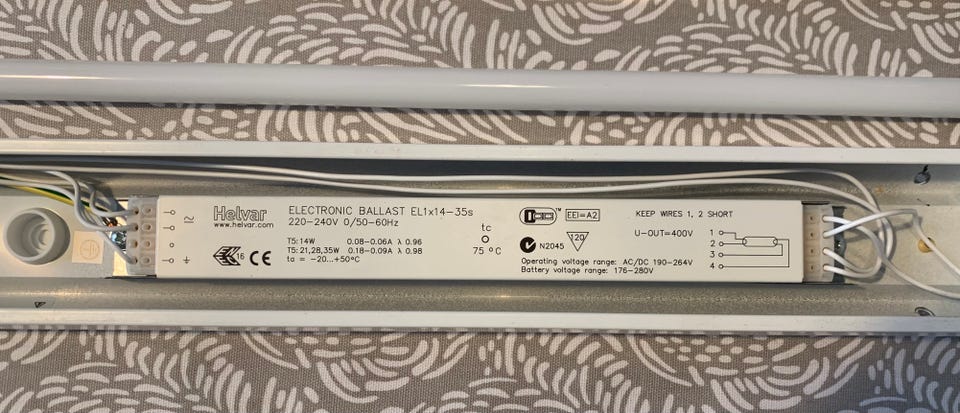 Helvar
www.helvar.com
ELECTRONIC BALLAST EL1x14-35s
220-240V 0/50-60Hz
T5:14W 0.08-0.06A λ 0.96
T5:21,28,35W 0.18-0.09A λ 0.98
ta = -20...+50°C
16 CE
tc
75 °C
TM
EEI=A2
N2045
120
Operating voltage range: AC/DC 190-264V
Battery voltage range: 176-280V
KEEP WIRES 1, 2 SHORT
U-OUT=400V
1
2
3
4